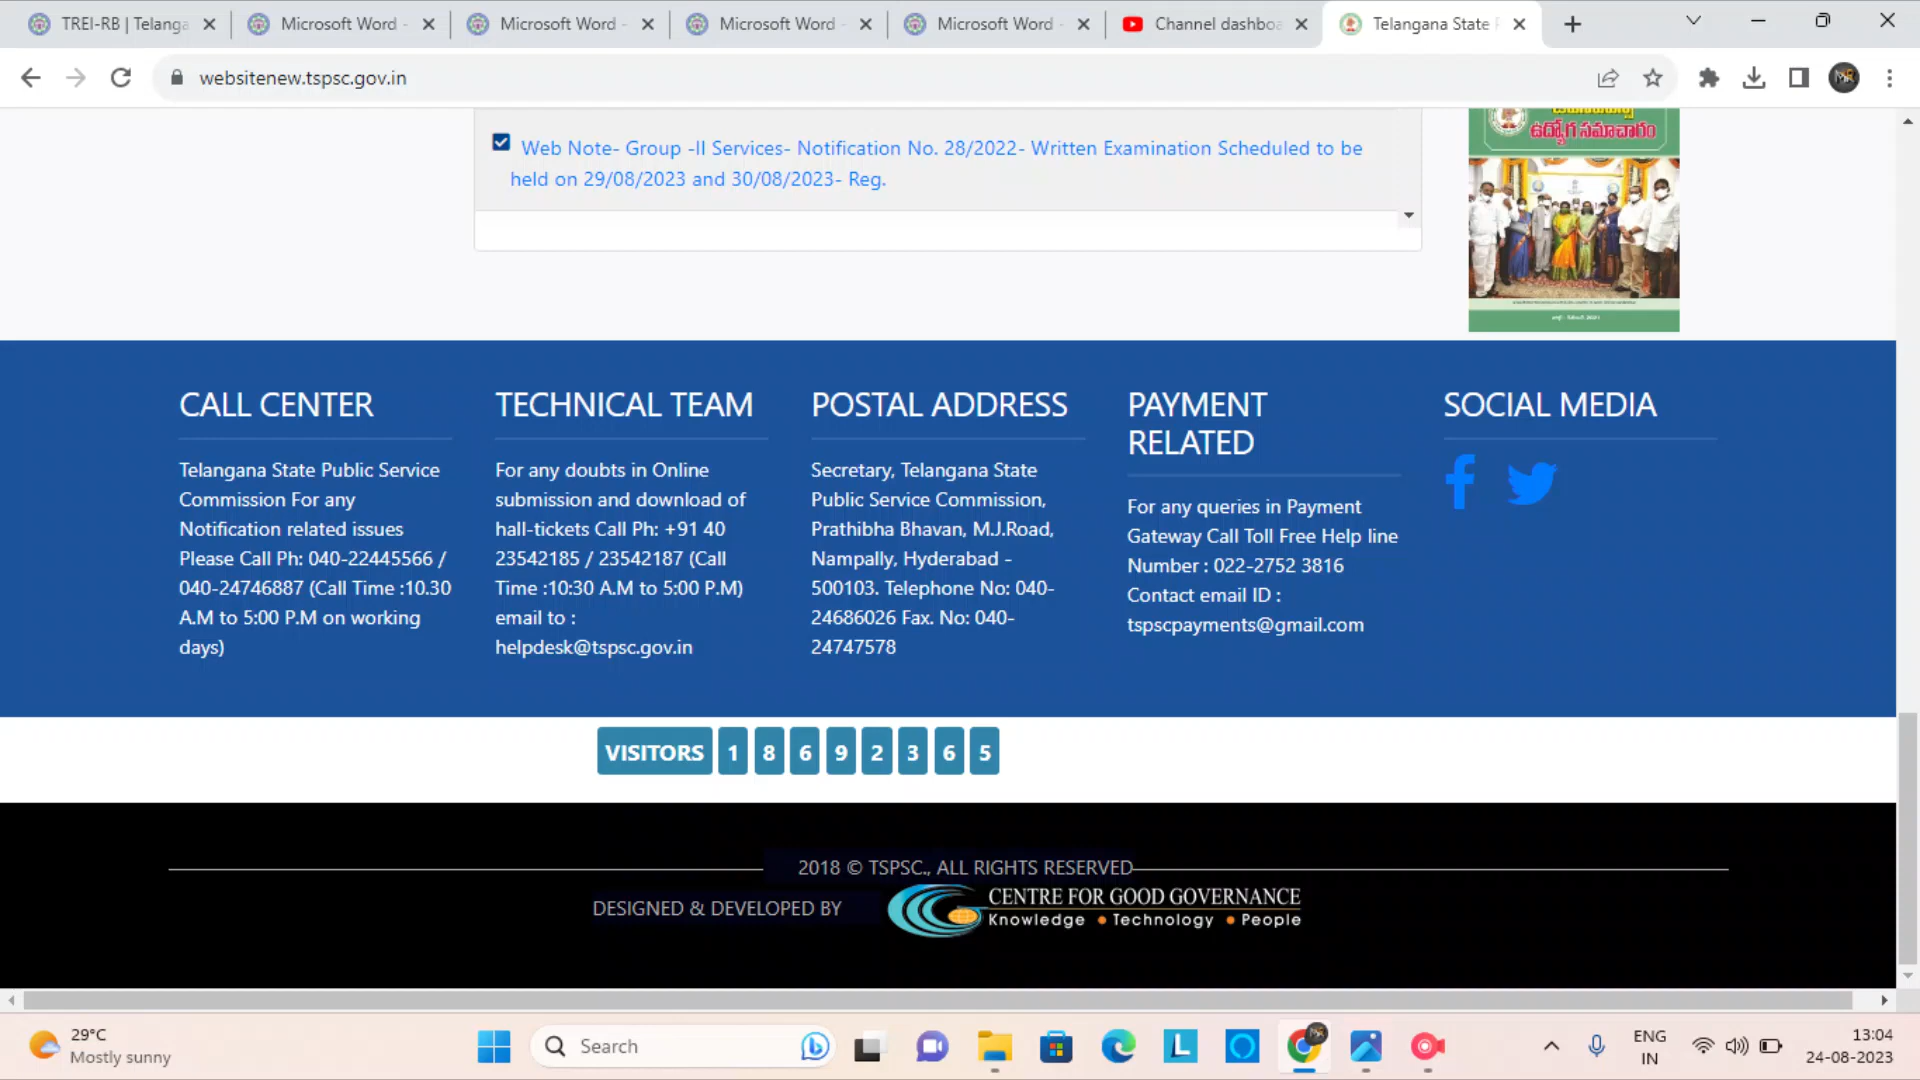 TREI-RB | Telanga
Microsoft Word -
Microsoft Word -
Microsoft Word -
Microsoft Word -
Channel dashboa
Telangana State P
websitenew.tspsc.gov.in
Web Note- Group -II Services- Notification No. 28/2022- Written Examination Scheduled to be
held on 29/08/2023 and 30/08/2023- Reg.
ఉద్యోగ సమాచారం
CALL CENTER
Telangana State Public Service
Commission For any
Notification related issues
Please Call Ph: 040-22445566 /
040-24746887 (Call Time :10.30
A.M to 5:00 P.M on working
days)
TECHNICAL TEAM
For any doubts in Online
submission and download of
hall-tickets Call Ph: +91 40
23542185 / 23542187 (Call
Time :10:30 A.M to 5:00 P.M)
email to :
helpdesk@tspsc.gov.in
POSTAL ADDRESS
Secretary, Telangana State
Public Service Commission,
Prathibha Bhavan, M.J.Road,
Nampally, Hyderabad -
500103. Telephone No: 040-
24686026 Fax. No: 040-
24747578
PAYMENT
RELATED
For any queries in Payment
Gateway Call Toll Free Help line
Number : 022-2752 3816
Contact email ID :
tspscpayments@gmail.com
SOCIAL MEDIA
VISITORS 1 8 6 9 2 3 6 5
2018 © TSPSC., ALL RIGHTS RESERVED
DESIGNED & DEVELOPED BY
CENTRE FOR GOOD GOVERNANCE
Knowledge • Technology • People
29°C
Mostly sunny
Search
ENG
IN
13:04
24-08-2023